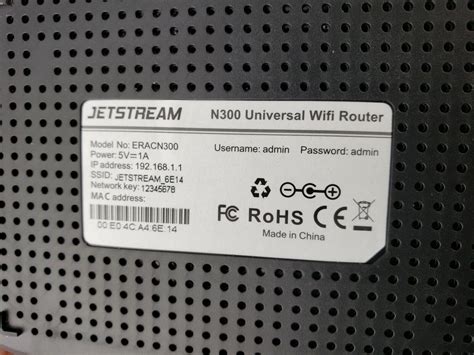 JETSTREAM N300 Universal Wifi Router
Model No: ERACN300
Power: 5V⎓1A
Username: admin Password: admin
IP address: 192.168.1.1
SSID: JETSTREAM_6E14
Network key: 12345678
MAC address:
00:E0:4C:A4:6E:14
FC RoHS CE
Made in China